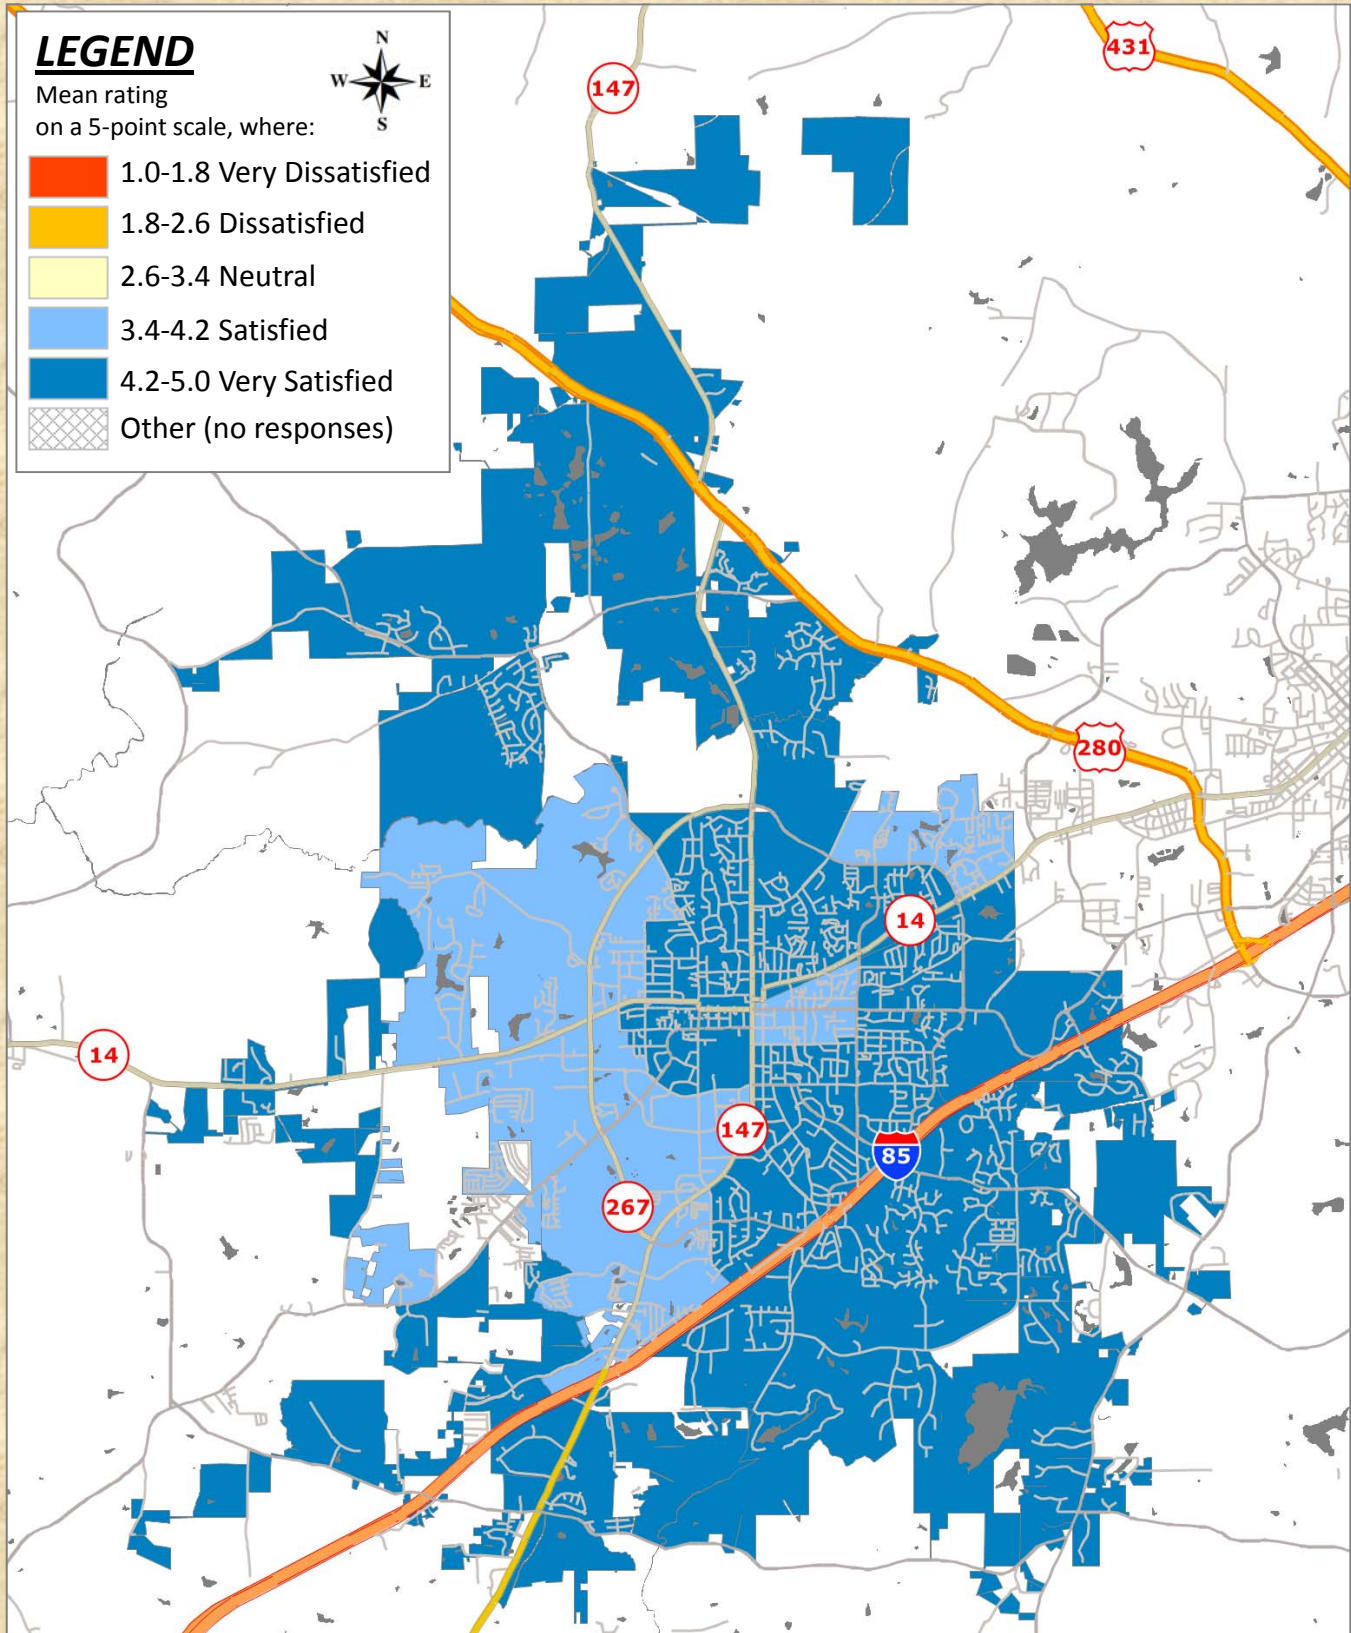 LEGEND
Mean rating
on a 5-point scale, where:
N
W E
S
1.0-1.8 Very Dissatisfied
1.8-2.6 Dissatisfied
2.6-3.4 Neutral
3.4-4.2 Satisfied
4.2-5.0 Very Satisfied
Other (no responses)
147
431
280
14
14
147
85
267